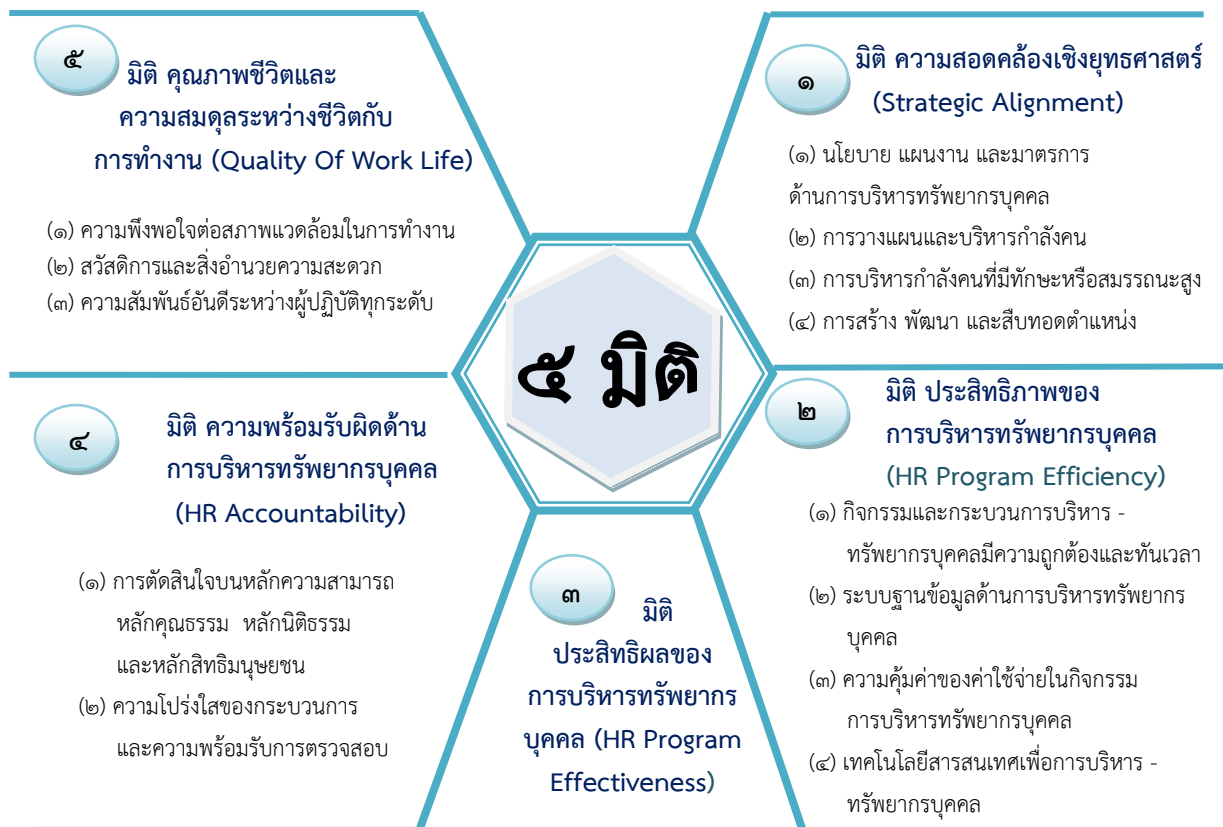 ๕
มิติ คุณภาพชีวิตและ
ความสมดุลระหว่างชีวิตกับ
การทำงาน (Quality Of Work Life)
(๑) ความพึงพอใจต่อสภาพแวดล้อมในการทำงาน
(๒) สวัสดิการและสิ่งอำนวยความสะดวก
(๓) ความสัมพันธ์อันดีระหว่างผู้ปฏิบัติทุกระดับ
๑
มิติ ความสอดคล้องเชิงยุทธศาสตร์
(Strategic Alignment)
(๑) นโยบาย แผนงาน และมาตรการ
ด้านการบริหารทรัพยากรบุคคล
(๒) การวางแผนและบริหารกำลังคน
(๓) การบริหารกำลังคนที่มีทักษะหรือสมรรถนะสูง
(๔) การสร้าง พัฒนา และสืบทอดตำแหน่ง
๕ มิติ
๔
มิติ ความพร้อมรับผิดด้าน
การบริหารทรัพยากรบุคคล
(HR Accountability)
(๑) การตัดสินใจบนหลักความสามารถ
หลักคุณธรรม หลักนิติธรรม
และหลักสิทธิมนุษยชน
(๒) ความโปร่งใสของกระบวนการ
และความพร้อมรับการตรวจสอบ
๓
มิติ
ประสิทธิผลของ
การบริหารทรัพยากร
บุคคล (HR Program
Effectiveness)
๒
มิติ ประสิทธิภาพของ
การบริหารทรัพยากรบุคคล
(HR Program Efficiency)
(๑) กิจกรรมและกระบวนการบริหาร -
ทรัพยากรบุคคลมีความถูกต้องและทันเวลา
(๒) ระบบฐานข้อมูลด้านการบริหารทรัพยากร
บุคคล
(๓) ความคุ้มค่าของค่าใช้จ่ายในกิจกรรม
การบริหารทรัพยากรบุคคล
(๔) เทคโนโลยีสารสนเทศเพื่อการบริหาร -
ทรัพยากรบุคคล